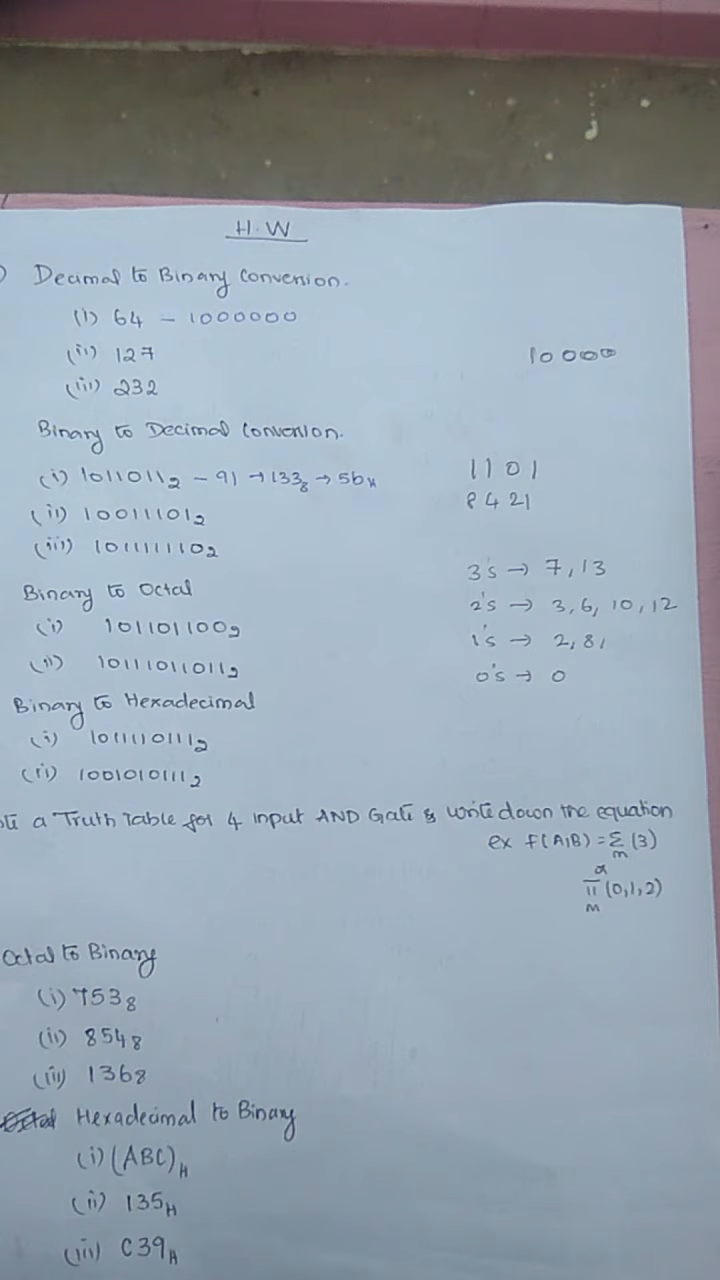 H.W
) Decimal to Binary Convenion.
(i) 64 - 1000000
(ii) 127
10000
(iii) 232
Binary to Decimal Convenion.
(i) 1011011₂ - 91 → 133₈ → 5bH
1101
8421
(ii) 10011101₂
(iii) 101111110₂
3's → 7, 13
Binary to Octal
2's → 3, 6, 10, 12
(i) 101101100₂
1's → 2, 8,
(ii) 10111011011₂
0's → 0
Binary to Hexadecimal
(i) 1011110111₂
(ii) 1001010111₂
a Truth Table for 4 input AND Gate & write down the equation
ex f(A,B) = Σm (3)
π M (0,1,2)
Octal to Binary
(i) 753₈
(ii) 854₈
(iii) 136₈
Hexadecimal to Binary
(i) (ABC)H
(ii) 135H
(iii) C39H